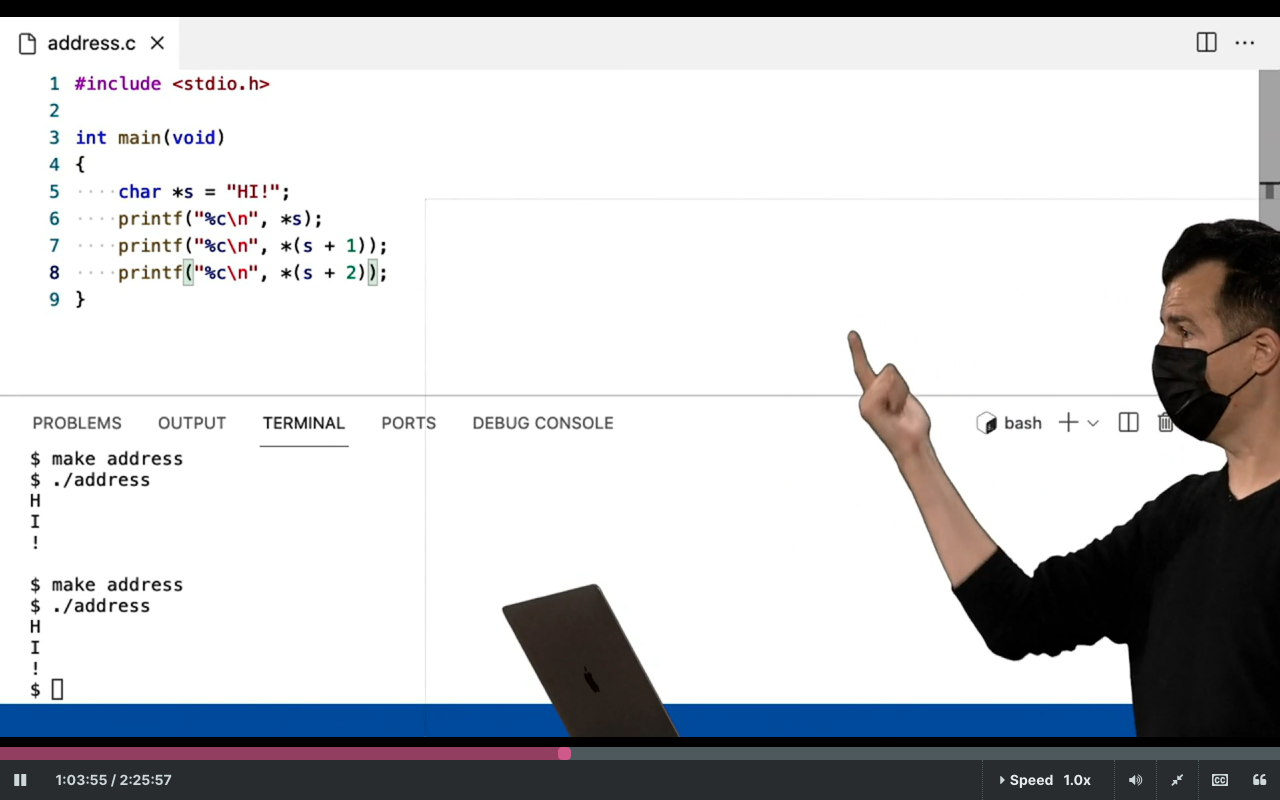 address.c
1 #include <stdio.h>
2
3 int main(void)
4 {
5 ····char *s = "HI!";
6 ····printf("%c\n", *s);
7 ····printf("%c\n", *(s + 1));
8 ····printf("%c\n", *(s + 2));
9 }
PROBLEMS OUTPUT TERMINAL PORTS DEBUG CONSOLE bash
$ make address
$ ./address
H
I
!
$ make address
$ ./address
H
I
!
$
1:03:55 / 2:25:57 Speed 1.0x CC